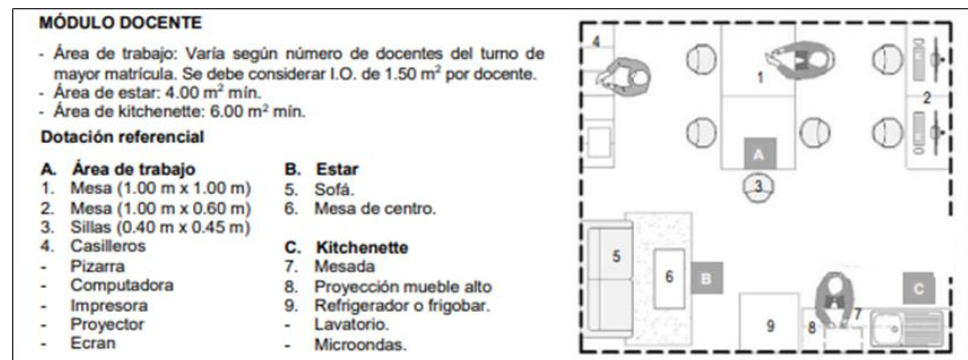 MÓDULO DOCENTE
- Área de trabajo: Varía según número de docentes del turno de
mayor matrícula. Se debe considerar I.O. de 1.50 m² por docente.
- Área de estar: 4.00 m² mín.
- Área de kitchenette: 6.00 m² mín.
Dotación referencial
A. Área de trabajo
1. Mesa (1.00 m x 1.00 m)
2. Mesa (1.00 m x 0.60 m)
3. Sillas (0.40 m x 0.45 m)
4. Casilleros
- Pizarra
- Computadora
- Impresora
- Proyector
- Ecran
B. Estar
5. Sofá.
6. Mesa de centro.
C. Kitchenette
7. Mesada
8. Proyección mueble alto
9. Refrigerador o frigobar.
- Lavatorio.
- Microondas.
4
1
2
A
3
5
6
B
C
7
8
9